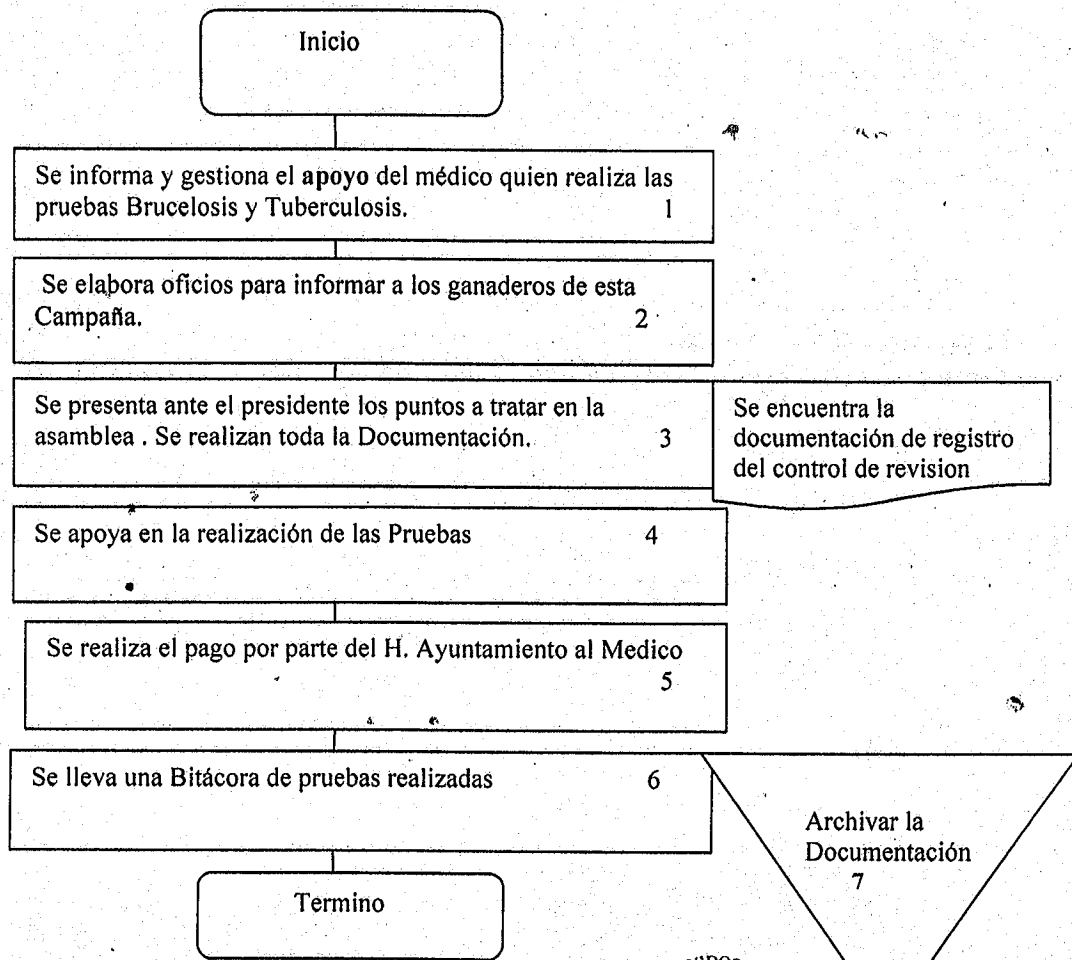 Inicio
Se informa y gestiona el apoyo del médico quien realiza las
pruebas Brucelosis y Tuberculosis. 1
Se elabora oficios para informar a los ganaderos de esta
Campaña. 2
Se presenta ante el presidente los puntos a tratar en la
asamblea . Se realizan toda la Documentación. 3
Se encuentra la
documentación de registro
del control de revision
Se apoya en la realización de las Pruebas 4
Se realiza el pago por parte del H. Ayuntamiento al Medico
5
Se lleva una Bitácora de pruebas realizadas 6
Archivar la
Documentación
7
Termino